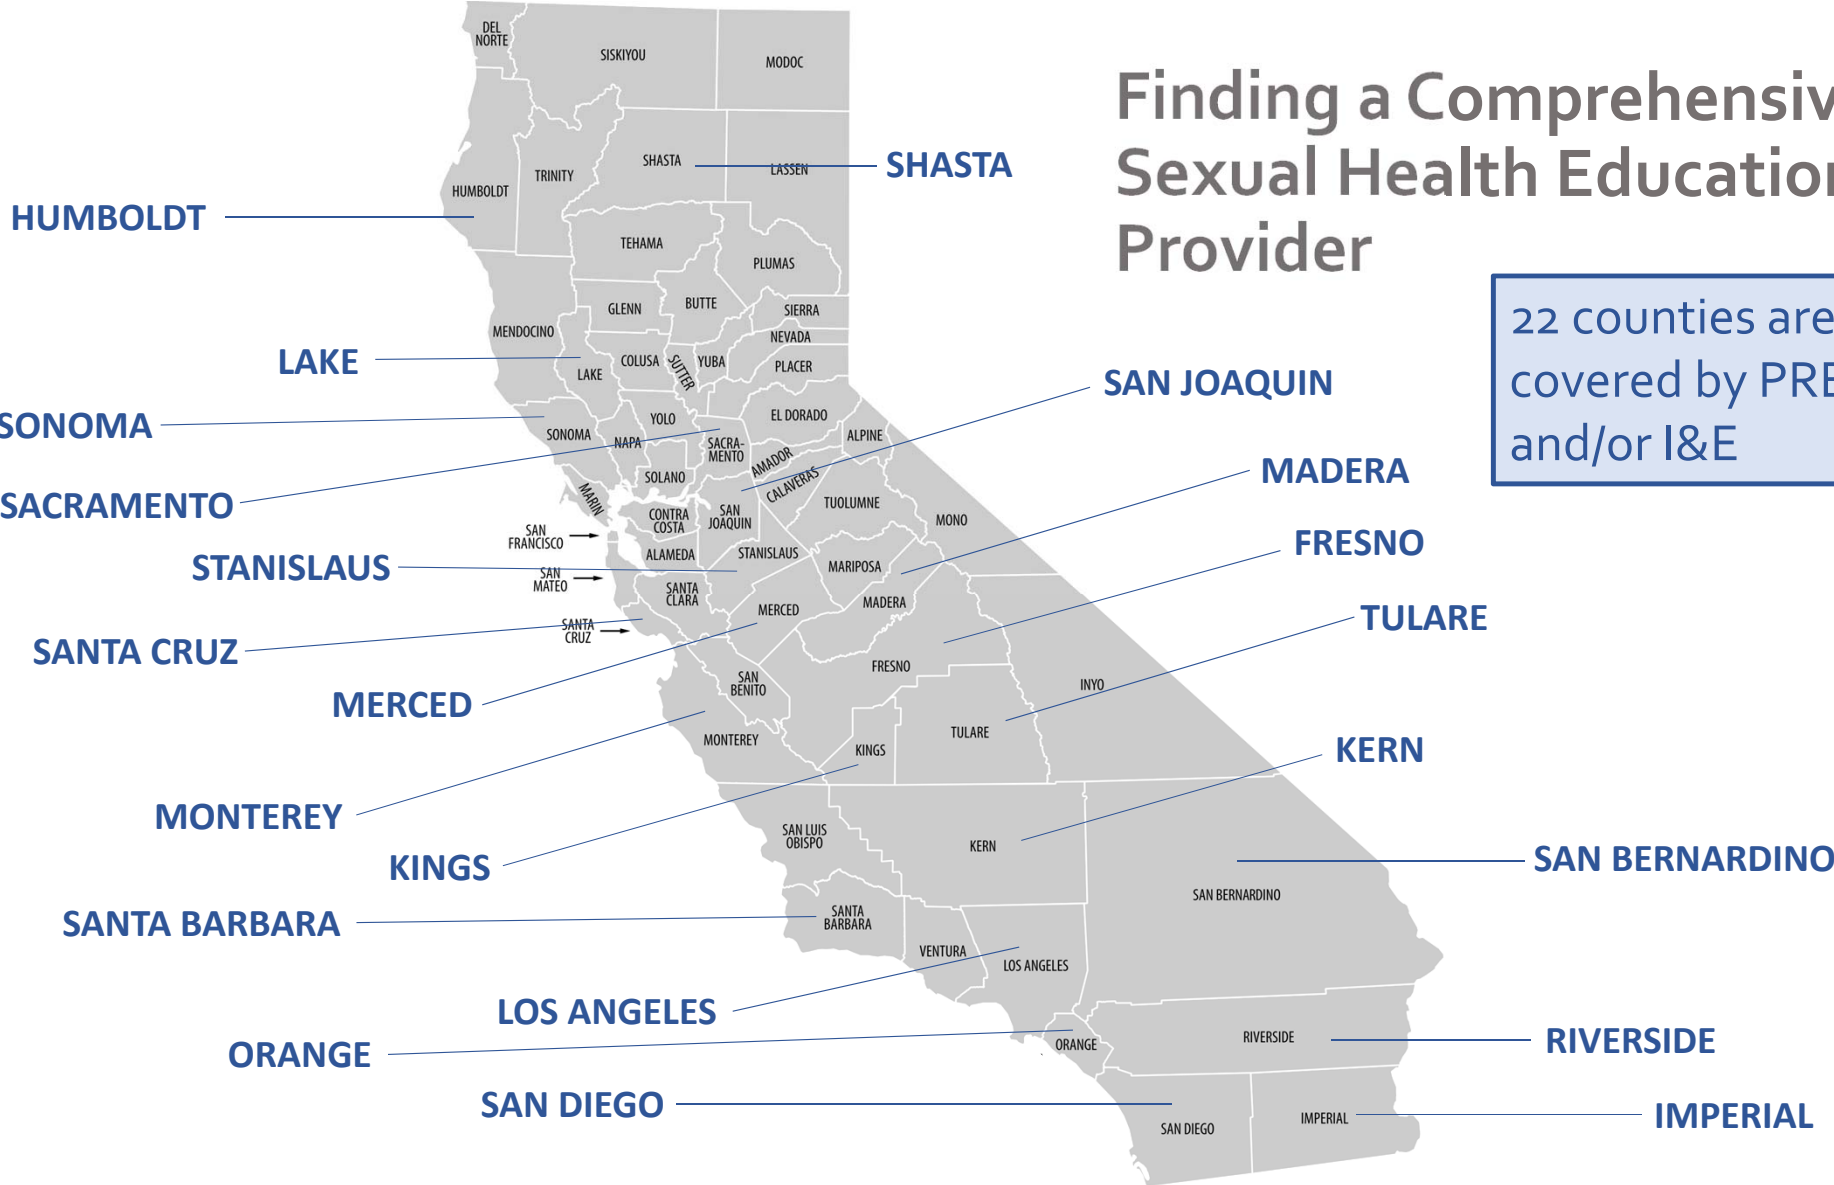 Finding a Comprehensiv
Sexual Health Education
Provider
22 counties are
covered by PRE
and/or I&E
HUMBOLDT
LAKE
SONOMA
SACRAMENTO
STANISLAUS
SANTA CRUZ
MERCED
MONTEREY
KINGS
SANTA BARBARA
LOS ANGELES
ORANGE
SAN DIEGO
SHASTA
SAN JOAQUIN
MADERA
FRESNO
TULARE
KERN
SAN BERNARDINO
RIVERSIDE
IMPERIAL
DEL
NORTE
SISKIYOU
MODOC
HUMBOLDT
TRINITY
SHASTA
LASSEN
TEHAMA
PLUMAS
GLENN
BUTTE
SIERRA
MENDOCINO
NEVADA
LAKE
COLUSA
SUTTER
YUBA
PLACER
SONOMA
NAPA
YOLO
EL DORADO
SACRA-
MENTO
ALPINE
AMADOR
SOLANO
CALAVERAS
MARIN
CONTRA
COSTA
SAN
JOAQUIN
TUOLUMNE
MONO
SAN
FRANCISCO
ALAMEDA
STANISLAUS
MARIPOSA
SAN
MATEO
SANTA
CLARA
MERCED
MADERA
SANTA
CRUZ
SAN
BENITO
FRESNO
INYO
MONTEREY
KINGS
TULARE
SAN LUIS
OBISPO
KERN
SAN BERNARDINO
SANTA
BARBARA
VENTURA
LOS ANGELES
ORANGE
RIVERSIDE
SAN DIEGO
IMPERIAL